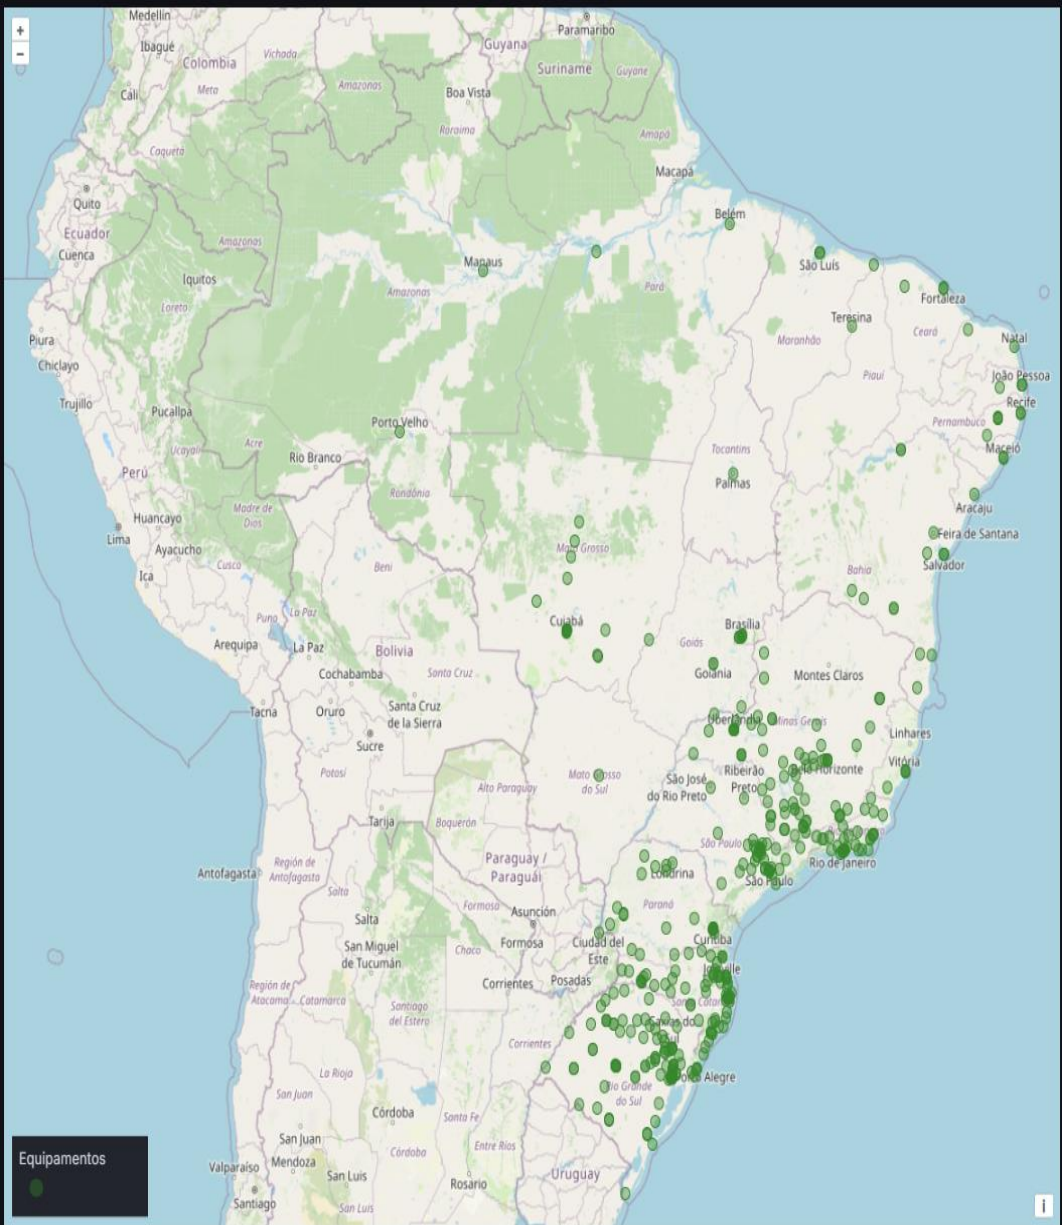 +
−
Medellín
Paramaribo
Ibagué
Guyana
Vichada
Colombia
Suriname
Guyane
Meta
Amazonas
Boa Vista
Cali
Roraima
Amapá
Caqueta
Macapá
Quito
Belém
Ecuador
Amazonas
Cuenca
Manaus
São Luís
Iquitos
Pará
Amazonas
Fortaleza
Loreto
Teresina
Ceará
Piura
Maranhão
Natal
Chiclayo
Piauí
João Pessoa
Trujillo
Recife
Pucallpa
Porto Velho
Pernambuco
Acre
Tocantins
Maceió
Ucayali
Rio Branco
Perú
Palmas
Rondônia
Madre de
Dios
Aracaju
Huancayo
Lima
Feira de Santana
Ayacucho
Mato Grosso
Cusco
Beni
Salvador
Ica
Bahia
La Paz
Puno
Cuiabá
Brasília
Arequipa
La Paz
Bolivia
Goiás
Cochabamba
Santa Cruz
Goiânia
Montes Claros
Tacna
Oruro
Santa Cruz
de la Sierra
Uberlândia
Minas Gerais
Linhares
Sucre
Vitória
Potosí
Mato Grosso
do Sul
São José
do Rio Preto
Ribeirão
Preto
Belo Horizonte
Alto Paraguay
Tarija
Boquerón
São Paulo
Rio de Janeiro
Paraguay /
Paraguái
Antofagasta
Región de
Antofagasta
Londrina
São Paulo
Salta
Paraná
Formosa
Asunción
Salta
San Miguel
de Tucumán
Chaco
Formosa
Ciudad del
Este
Curitiba
Joinville
Corrientes
Posadas
Región de
Atacama
Catamarca
Santiago
del Estero
Santa Catarina
Caxias do
Sul
Corrientes
La Rioja
Porto Alegre
San Juan
Rio Grande
do Sul
Córdoba
Santa Fe
San Juan
Córdoba
Entre Ríos
Equipamentos
Valparaíso
Mendoza
San Luis
Rosario
Uruguay
Santiago
San Luis
i